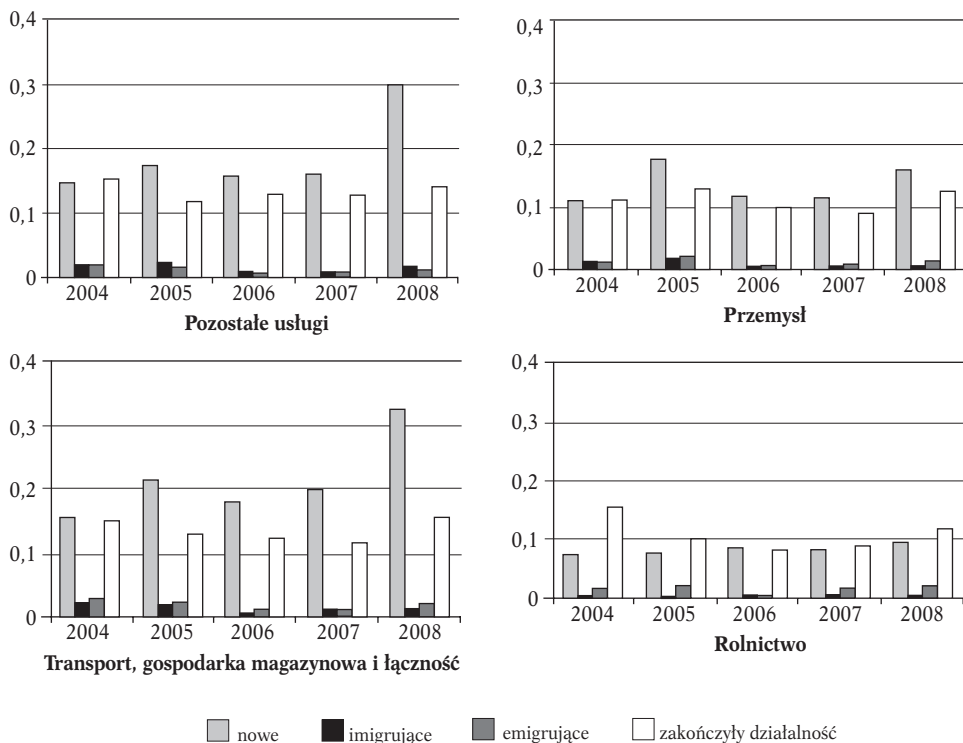 0,4
0,3
0,2
0,1
0
2004 2005 2006 2007 2008
Pozostałe usługi
0,4
0,3
0,2
0,1
0
2004 2005 2006 2007 2008
Przemysł
0,4
0,3
0,2
0,1
0
2004 2005 2006 2007 2008
Transport, gospodarka magazynowa i łączność
0,4
0,3
0,2
0,1
0
2004 2005 2006 2007 2008
Rolnictwo
nowe imigrujące emigrujące zakończyły działalność